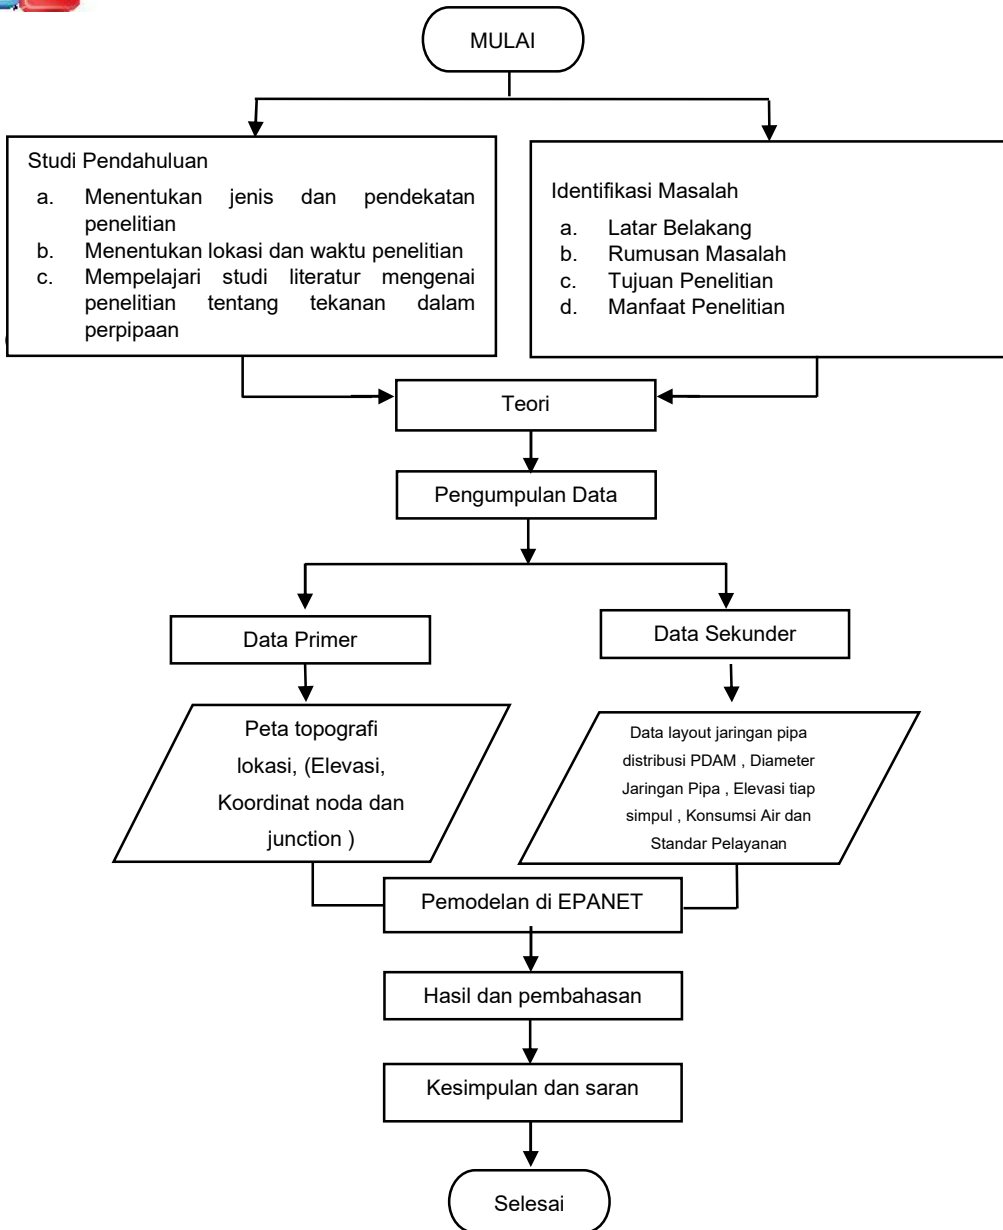 MULAI
Studi Pendahuluan
a. Menentukan jenis dan pendekatan
penelitian
b. Menentukan lokasi dan waktu penelitian
c. Mempelajari studi literatur mengenai
penelitian tentang tekanan dalam
perpipaan
Identifikasi Masalah
a. Latar Belakang
b. Rumusan Masalah
c. Tujuan Penelitian
d. Manfaat Penelitian
Teori
Pengumpulan Data
Data Primer
Data Sekunder
Peta topografi
lokasi, (Elevasi,
Koordinat noda dan
junction )
Data layout jaringan pipa
distribusi PDAM , Diameter
Jaringan Pipa , Elevasi tiap
simpul , Konsumsi Air dan
Standar Pelayanan
Pemodelan di EPANET
Hasil dan pembahasan
Kesimpulan dan saran
Selesai